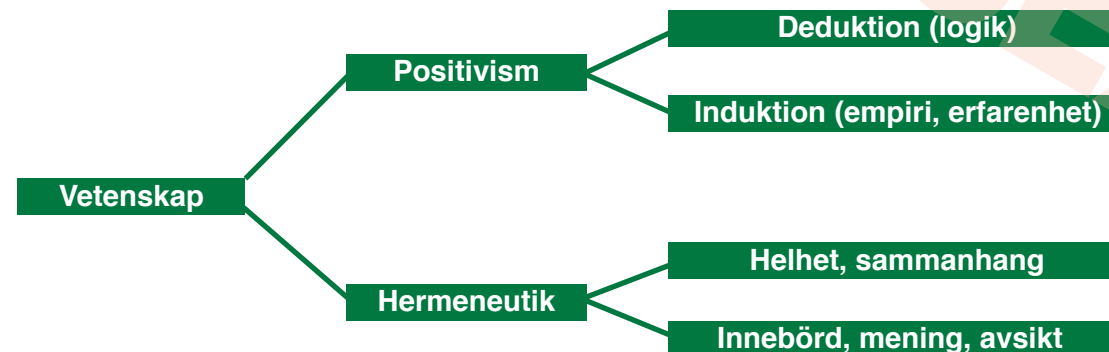 Deduktion (logik)
Positivism
Induktion (empiri, erfarenhet)
Vetenskap
Helhet, sammanhang
Hermeneutik
Innebörd, mening, avsikt